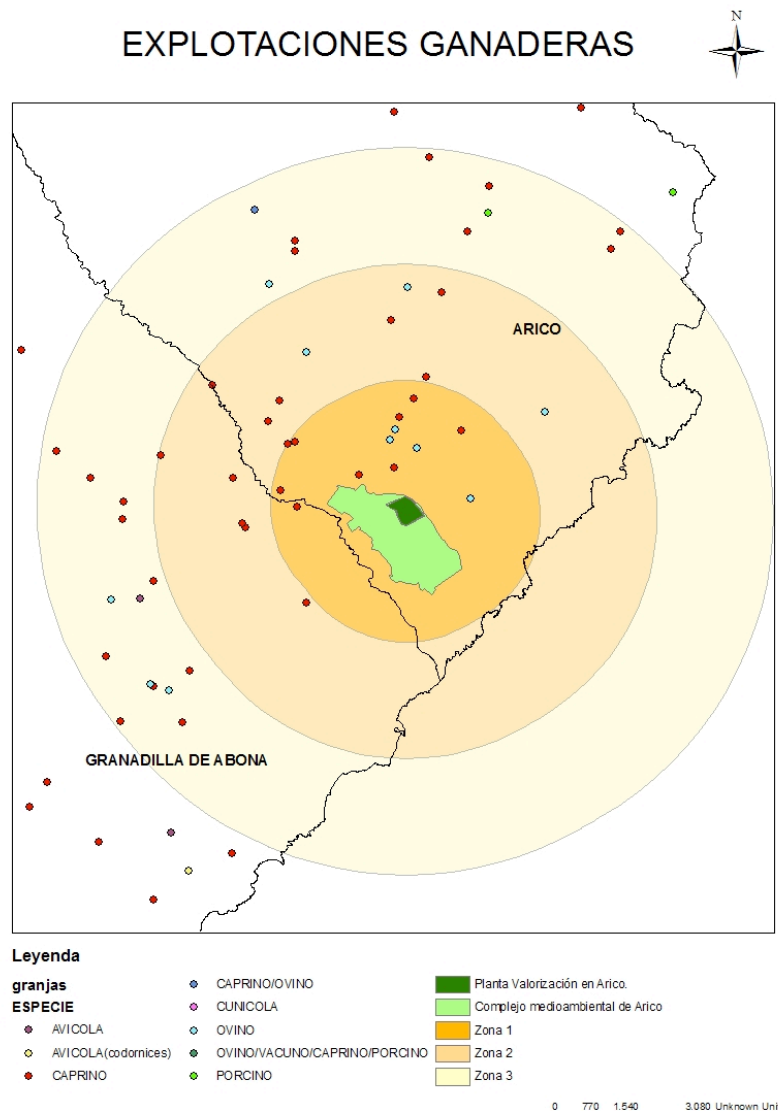 EXPLOTACIONES GANADERAS
N
ARICO
GRANADILLA DE ABONA
Leyenda
granjas
ESPECIE
AVICOLA
AVICOLA(codornices)
CAPRINO
CAPRINO/OVINO
CUNICOLA
OVINO
OVINO/VACUNO/CAPRINO/PORCINO
PORCINO
Planta Valorización en Arico.
Complejo medioambiental de Arico
Zona 1
Zona 2
Zona 3
0 770 1.540 3.080 Unknown Uni